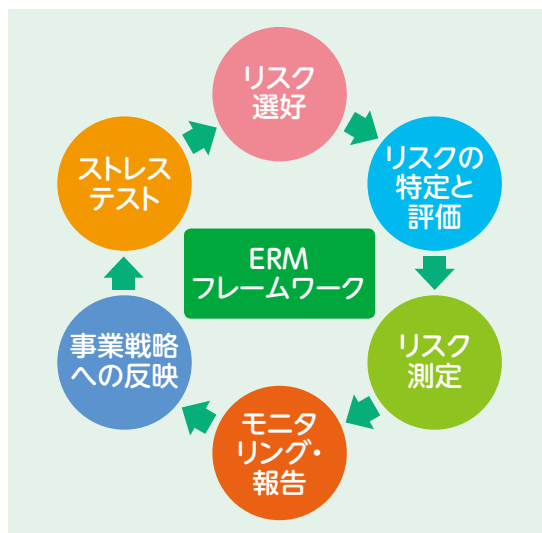 リスク
選好
リスクの
特定と
評価
リスク
測定
モニタ
リング・
報告
事業戦略
への反映
ストレス
テスト
ERM
フレームワーク